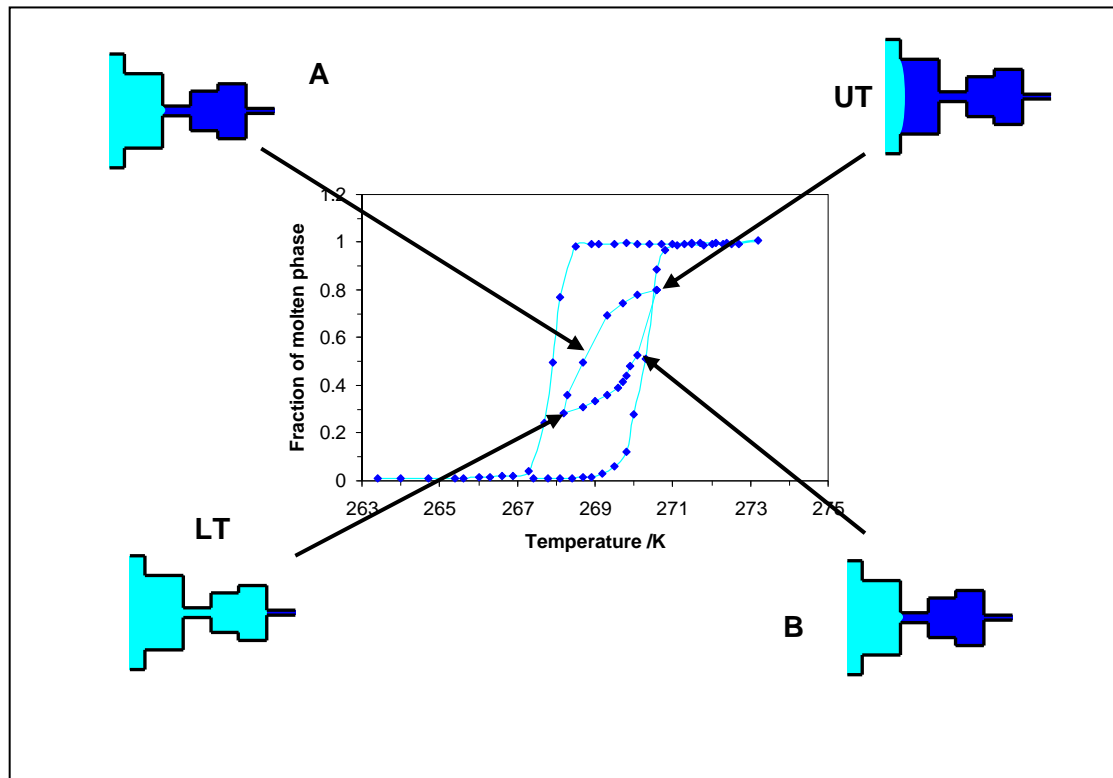 A
UT
Fraction of molten phase
1.2
1
0.8
0.6
0.4
0.2
0
263 265 267 269 271 273 275
Temperature /K
LT
B